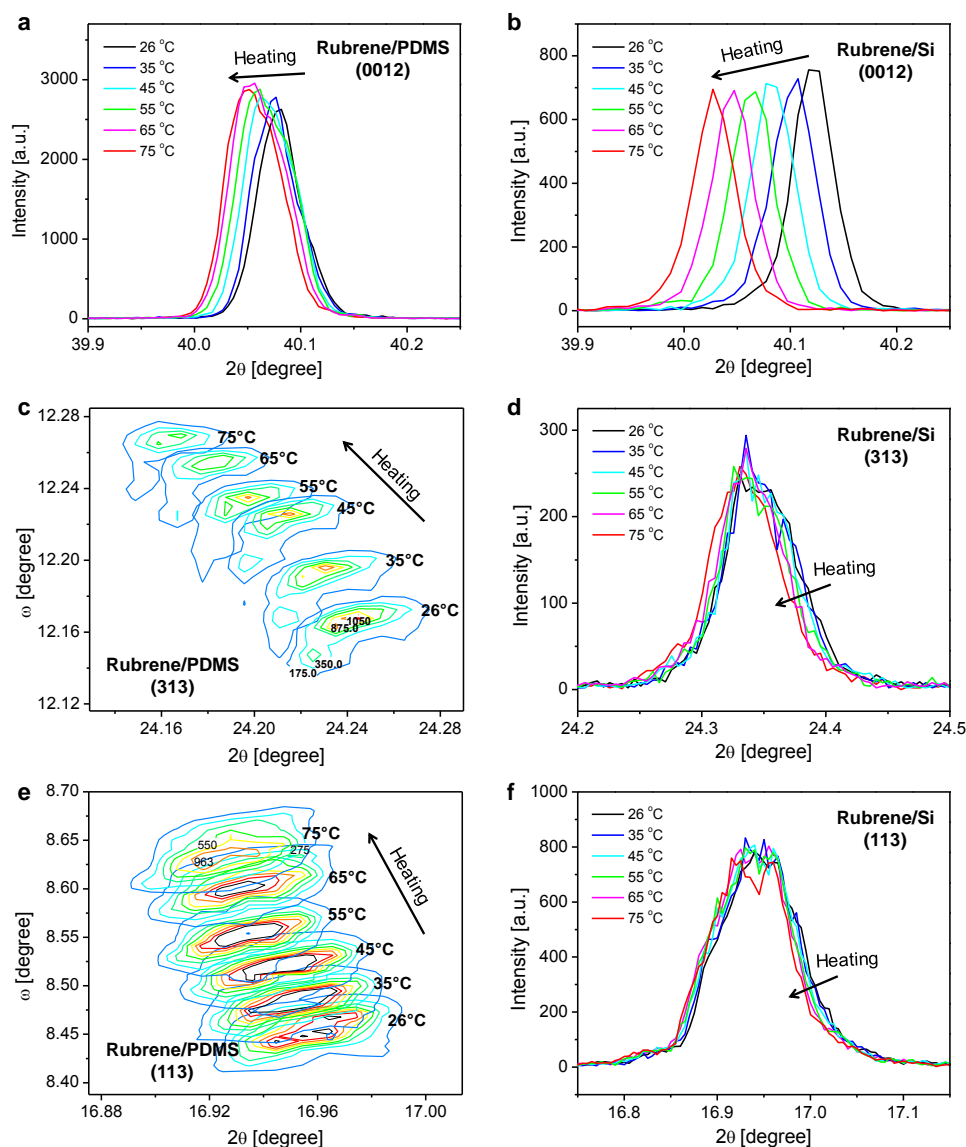 a
26 °C
35 °C
45 °C
55 °C
65 °C
75 °C
Heating
Rubrene/PDMS
(0012)
3000
2000
1000
0
Intensity [a.u.]
39.9 40.0 40.1 40.2
2θ [degree]
b
26 °C
35 °C
45 °C
55 °C
65 °C
75 °C
Heating
Rubrene/Si
(0012)
800
600
400
200
0
Intensity [a.u.]
39.9 40.0 40.1 40.2
2θ [degree]
c
75°C
65°C
55°C
45°C
35°C
26°C
Heating
1050
875.0
350.0
175.0
Rubrene/PDMS
(313)
12.28
12.24
12.20
12.16
12.12
ω [degree]
24.16 24.20 24.24 24.28
2θ [degree]
d
26 °C
35 °C
45 °C
55 °C
65 °C
75 °C
Rubrene/Si
(313)
Heating
300
200
100
0
Intensity [a.u.]
24.2 24.3 24.4 24.5
2θ [degree]
e
75°C
65°C
55°C
45°C
35°C
26°C
Heating
550
275
963
Rubrene/PDMS
(113)
8.70
8.65
8.60
8.55
8.50
8.45
8.40
ω [degree]
16.88 16.92 16.96 17.00
2θ [degree]
f
26 °C
35 °C
45 °C
55 °C
65 °C
75 °C
Rubrene/Si
(113)
Heating
1000
800
600
400
200
0
Intensity [a.u.]
16.8 16.9 17.0 17.1
2θ [degree]